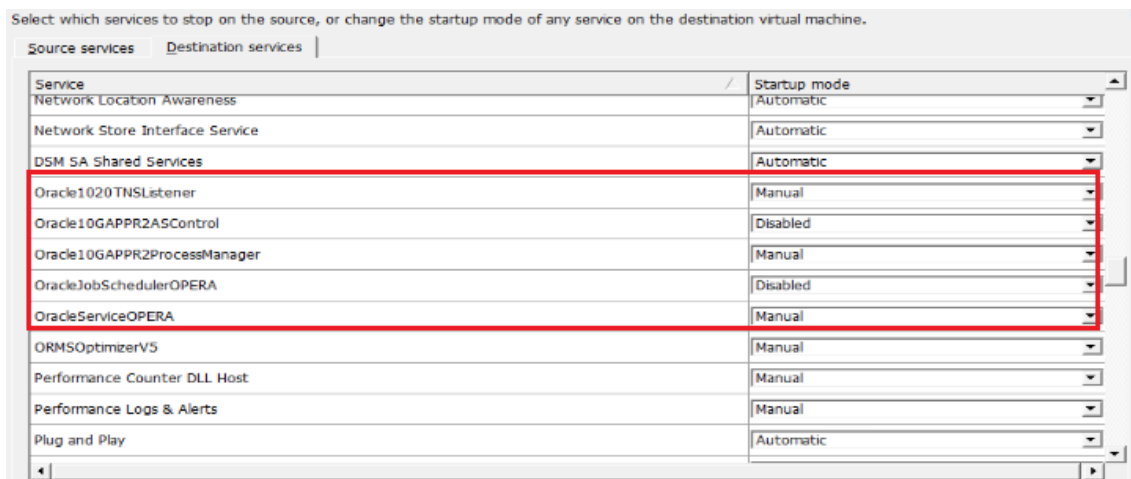 Select which services to stop on the source, or change the startup mode of any service on the destination virtual machine.
Source services Destination services
Service Startup mode
Network Location Awareness Automatic
Network Store Interface Service Automatic
DSM SA Shared Services Automatic
Oracle1020TNSListener Manual
Oracle10GAPPR2ASControl Disabled
Oracle10GAPPR2ProcessManager Manual
OracleJobSchedulerOPERA Disabled
OracleServiceOPERA Manual
ORMSOptimizerV5 Manual
Performance Counter DLL Host Manual
Performance Logs & Alerts Manual
Plug and Play Automatic